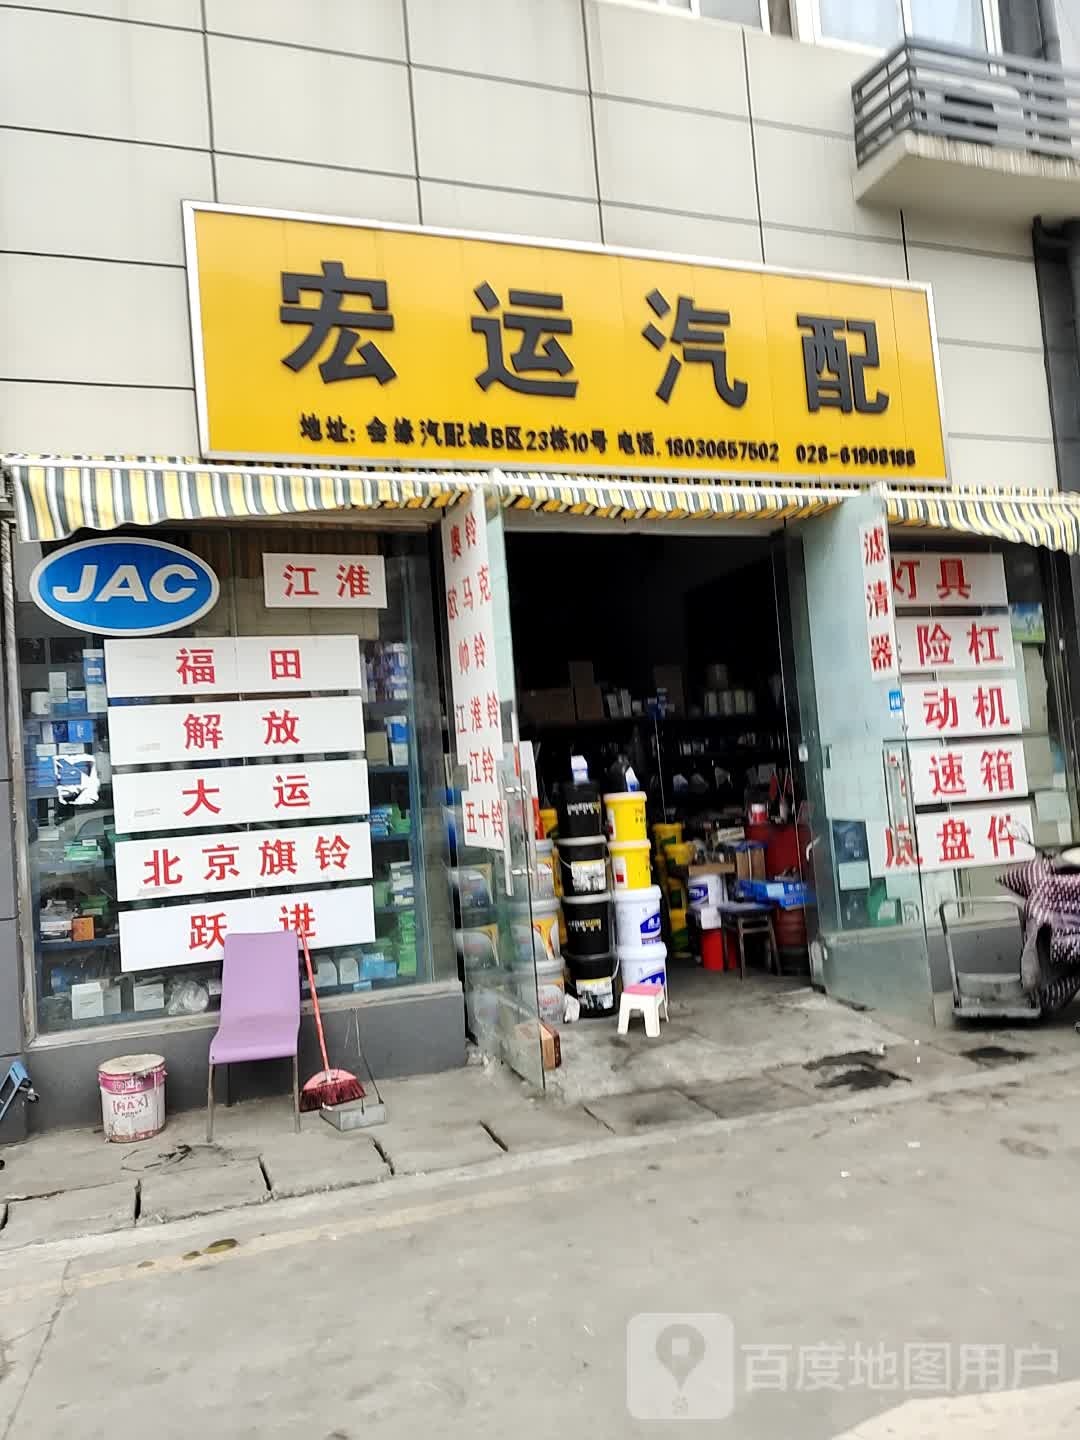 宏运汽配
地址: 会缘汽配城B区23栋10号 电话.18030657502 028-61908188
JAC
江淮
福田
解放
大运
北京旗铃
跃进
奥铃
欧马克
帅铃
江淮铃
江铃
五十铃
滤清器
灯具
险杠
动机
速箱
底盘件
MAX
百度地图用户